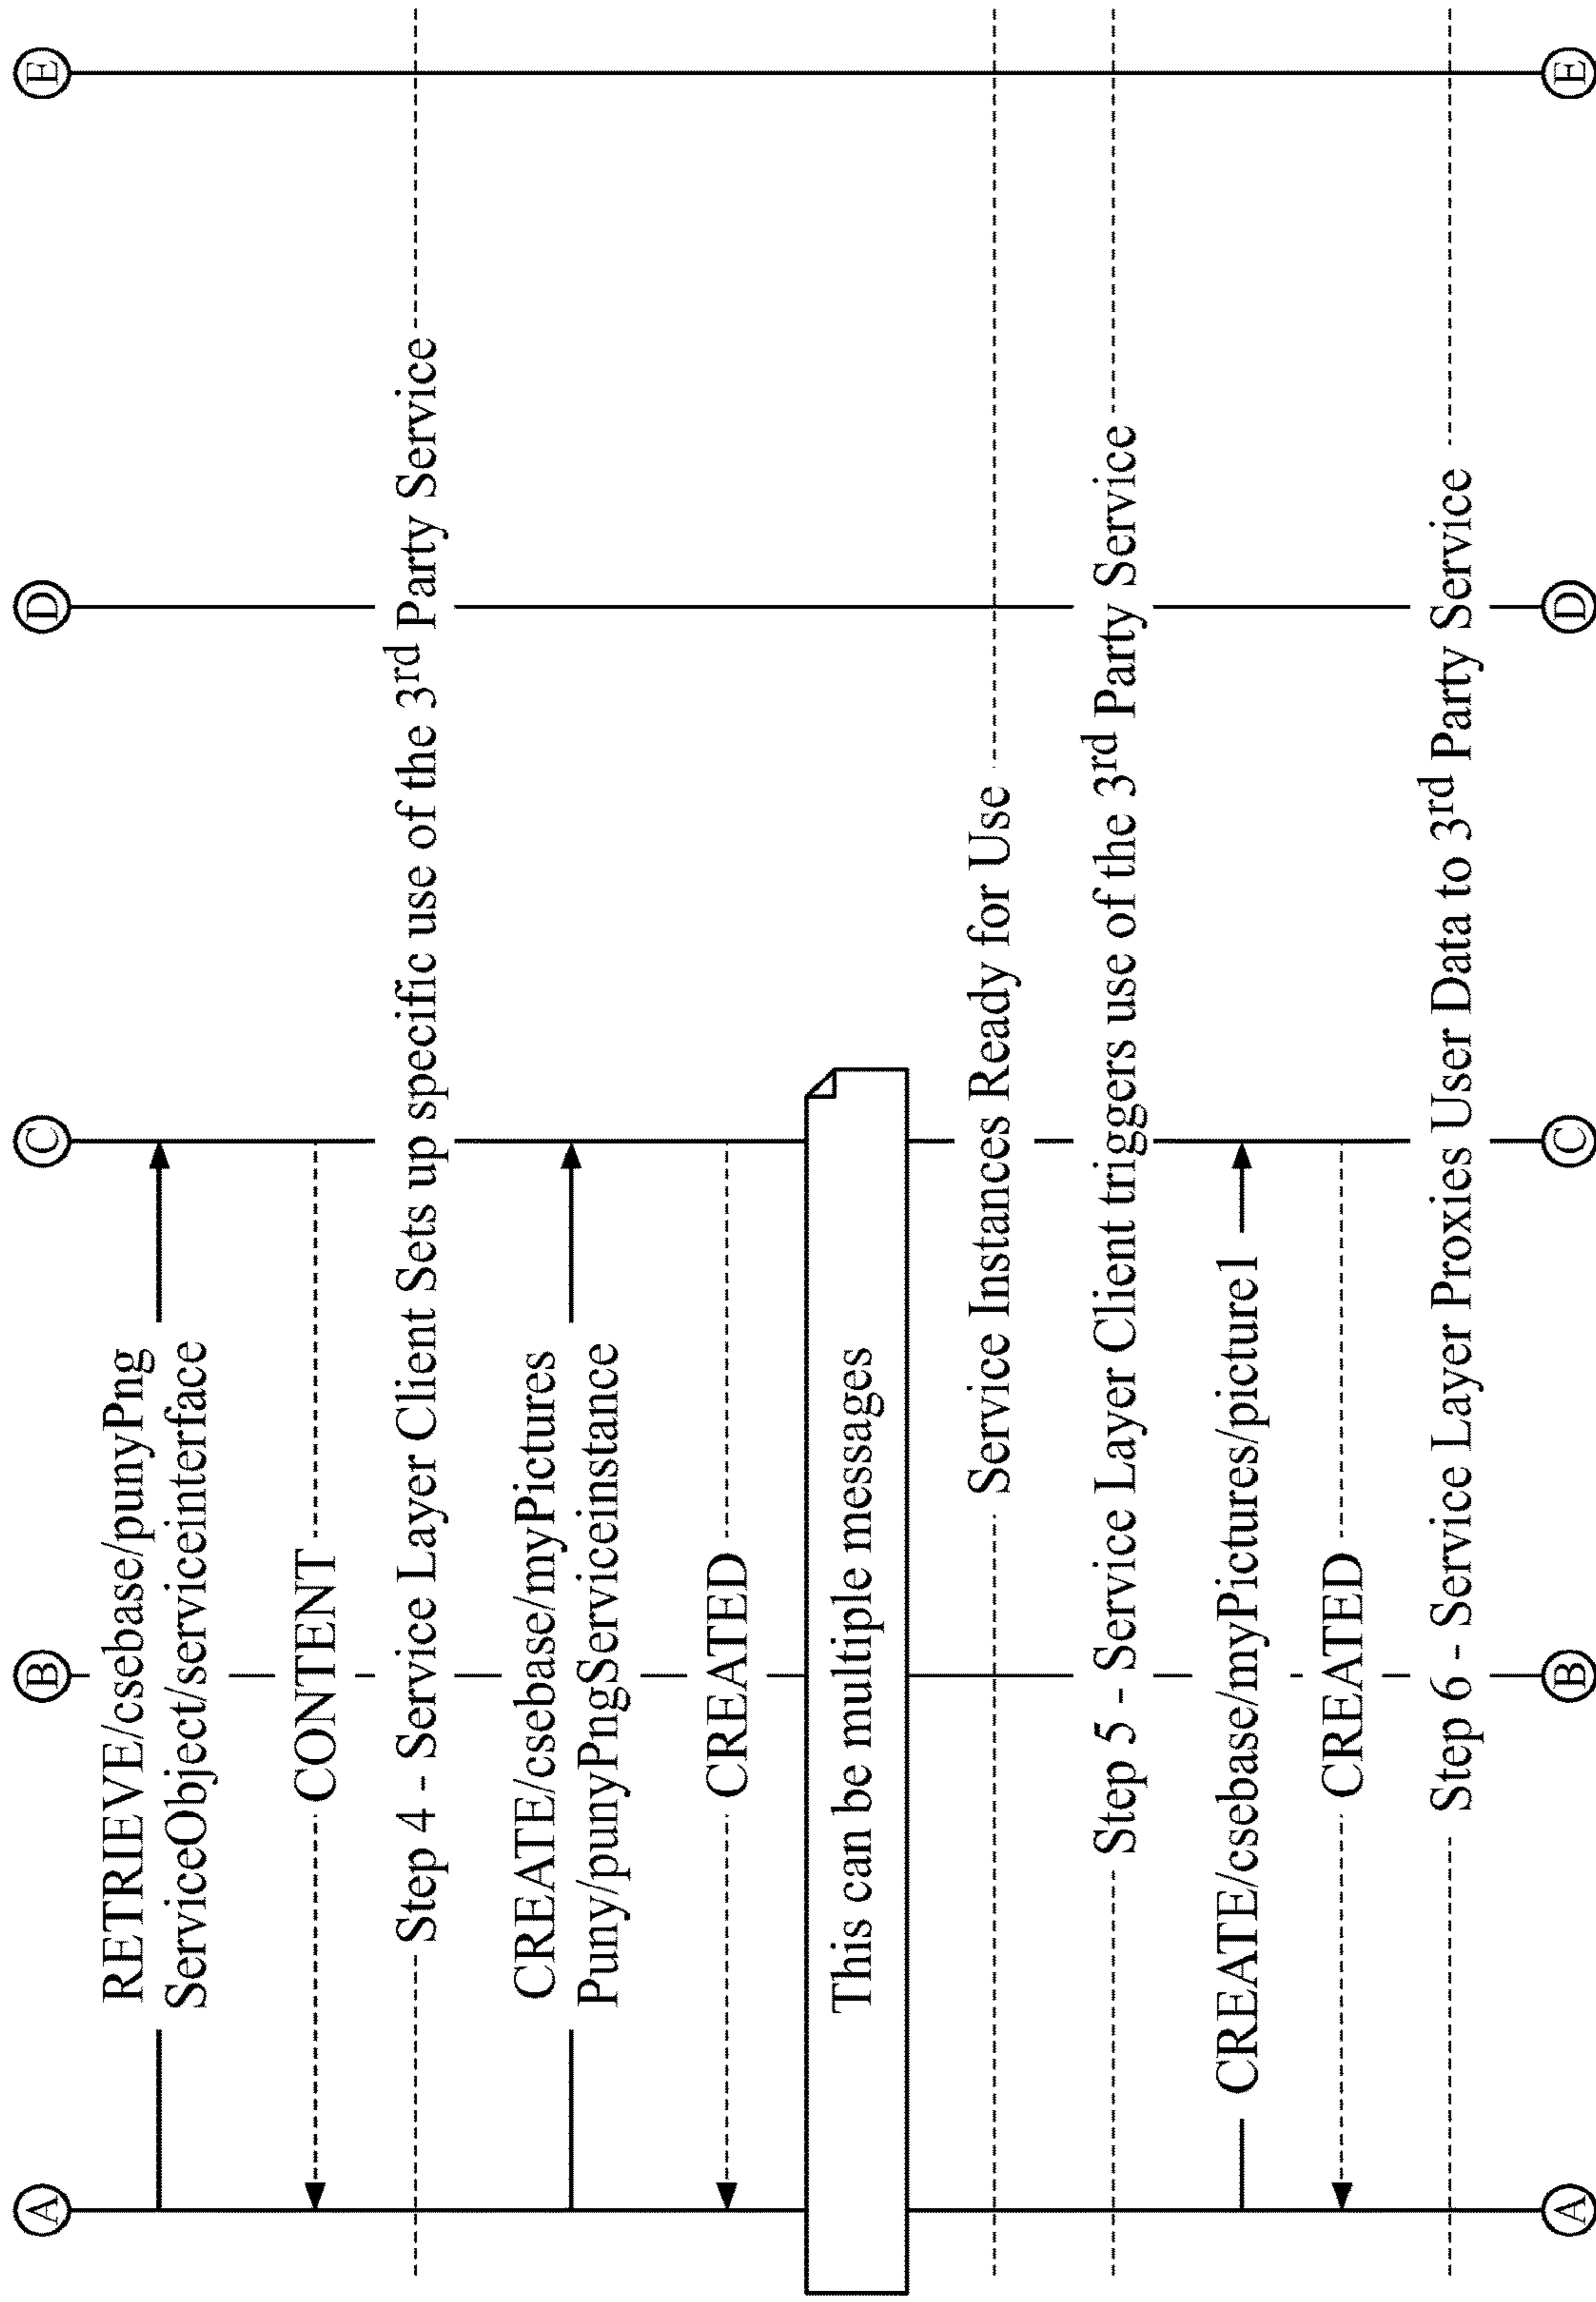 A
B
C
D
E
RETRIEVE/csebase/punyPng
ServiceObject/serviceinterface
CONTENT
Step 4 - Service Layer Client Sets up specific use of the 3rd Party Service
CREATE/csebase/myPictures
Puny/punyPngServiceinstance
CREATED
This can be multiple messages
Service Instances Ready for Use
Step 5 - Service Layer Client triggers use of the 3rd Party Service
CREATE/csebase/myPictures/picture1
CREATED
Step 6 - Service Layer Proxies User Data to 3rd Party Service
A
B
C
D
E